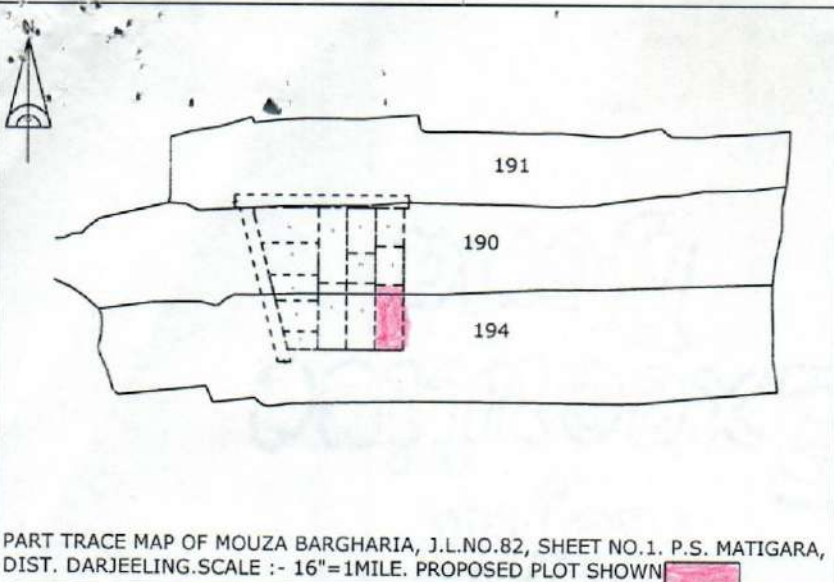 N
191
190
194
PART TRACE MAP OF MOUZA BARGHARIA, J.L.NO.82, SHEET NO.1. P.S. MATIGARA,
DIST. DARJEELING.SCALE :- 16"=1MILE. PROPOSED PLOT SHOWN